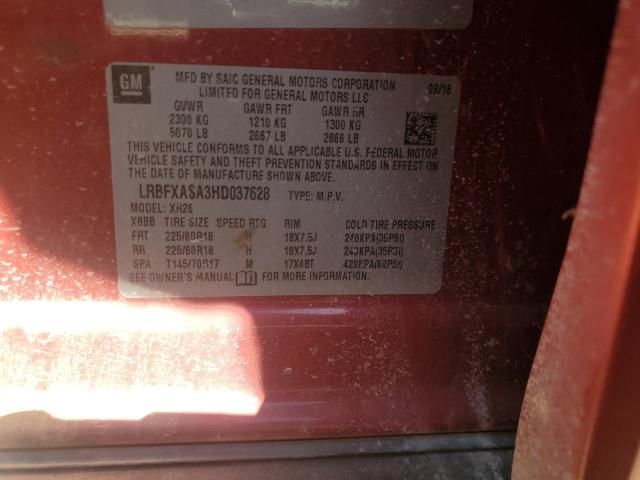 GM
MFD BY SAIC GENERAL MOTORS CORPORATION 09/16
LIMITED FOR GENERAL MOTORS LLC
GVWR GAWR FRT GAWR RR
2300 KG 1210 KG 1300 KG
5070 LB 2667 LB 2866 LB
THIS VEHICLE CONFORMS TO ALL APPLICABLE U.S. FEDERAL MOTOR
VEHICLE SAFETY AND THEFT PREVENTION STANDARDS IN EFFECT ON
THE DATE OF MANUFACTURE SHOWN ABOVE.
LRBFXASA3HD037628 TYPE: M.P.V.
MODEL: XR26
XBBB TIRE SIZE SPEED RTG RIM COLD TIRE PRESSURE
FRT 225/60R18 H 18X7.5J 240KPA(35PSI)
RR 225/60R18 H 18X7.5J 240KPA(35PSI)
SPA T145/70R17 M 17X4BT 420KPA(60PSI)
SEE OWNER'S MANUAL FOR MORE INFORMATION